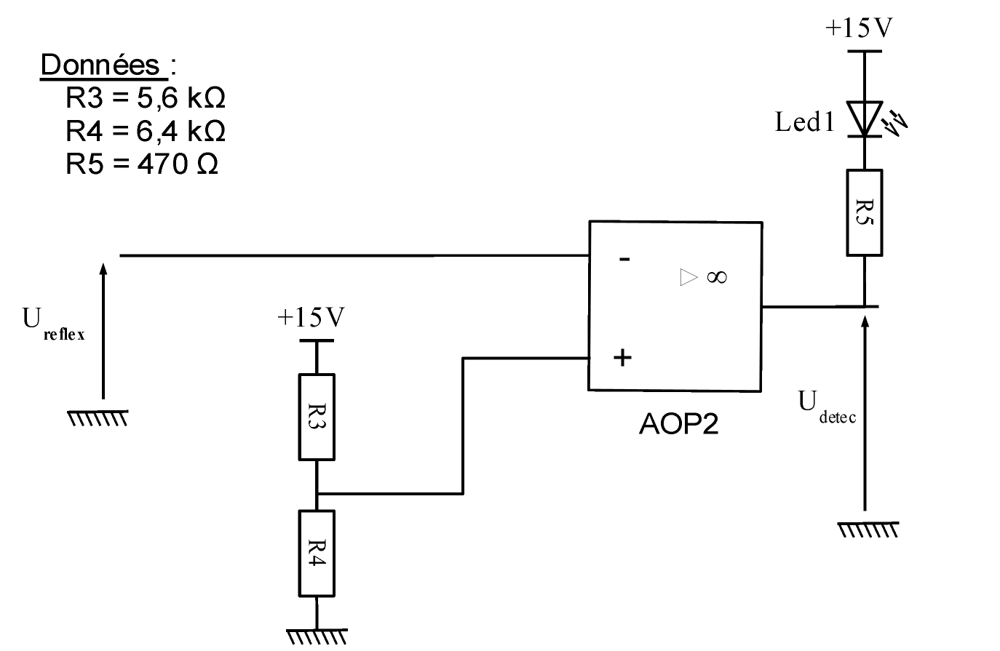 +15V
Données :
R3 = 5,6 kΩ
R4 = 6,4 kΩ
R5 = 470 Ω
Led1
R5
-
▷ ∞
U reflex
+15V
+
R3
AOP2
U detec
R4